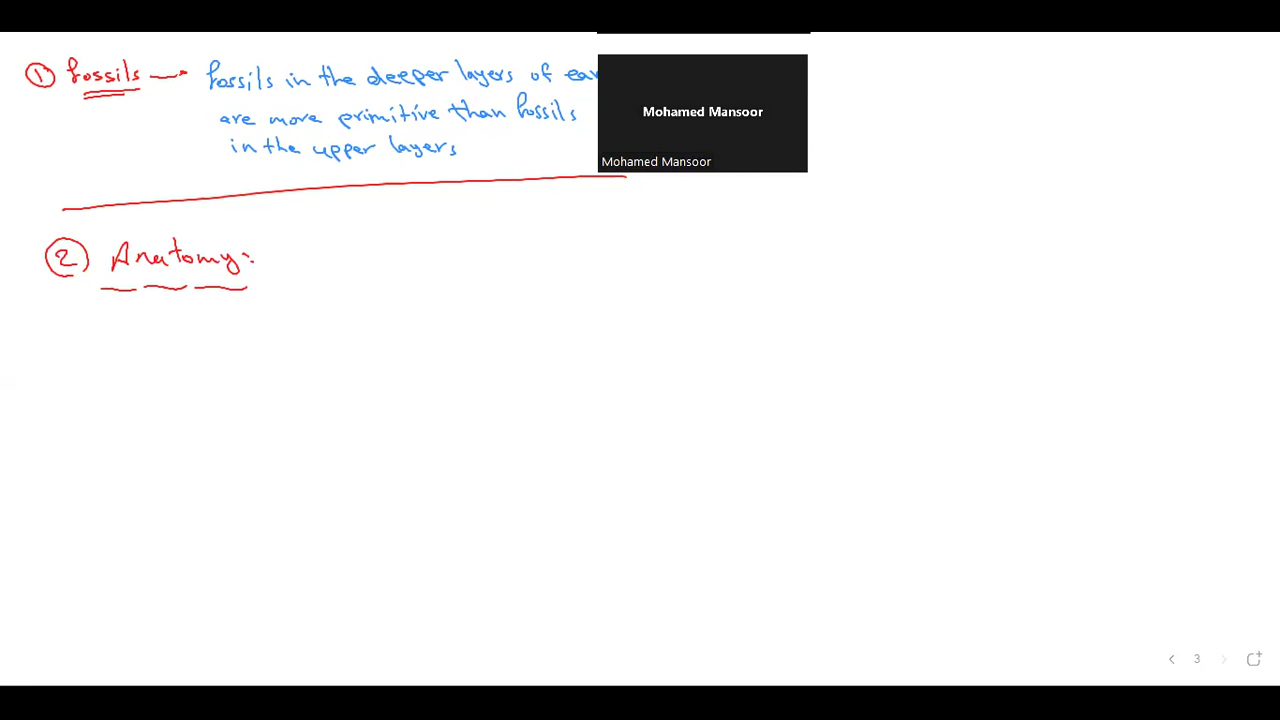 ① fossils → fossils in the deeper layers of ear
are more primitive than fossils
in the upper layers
Mohamed Mansoor
Mohamed Mansoor
② Anatomy:
3